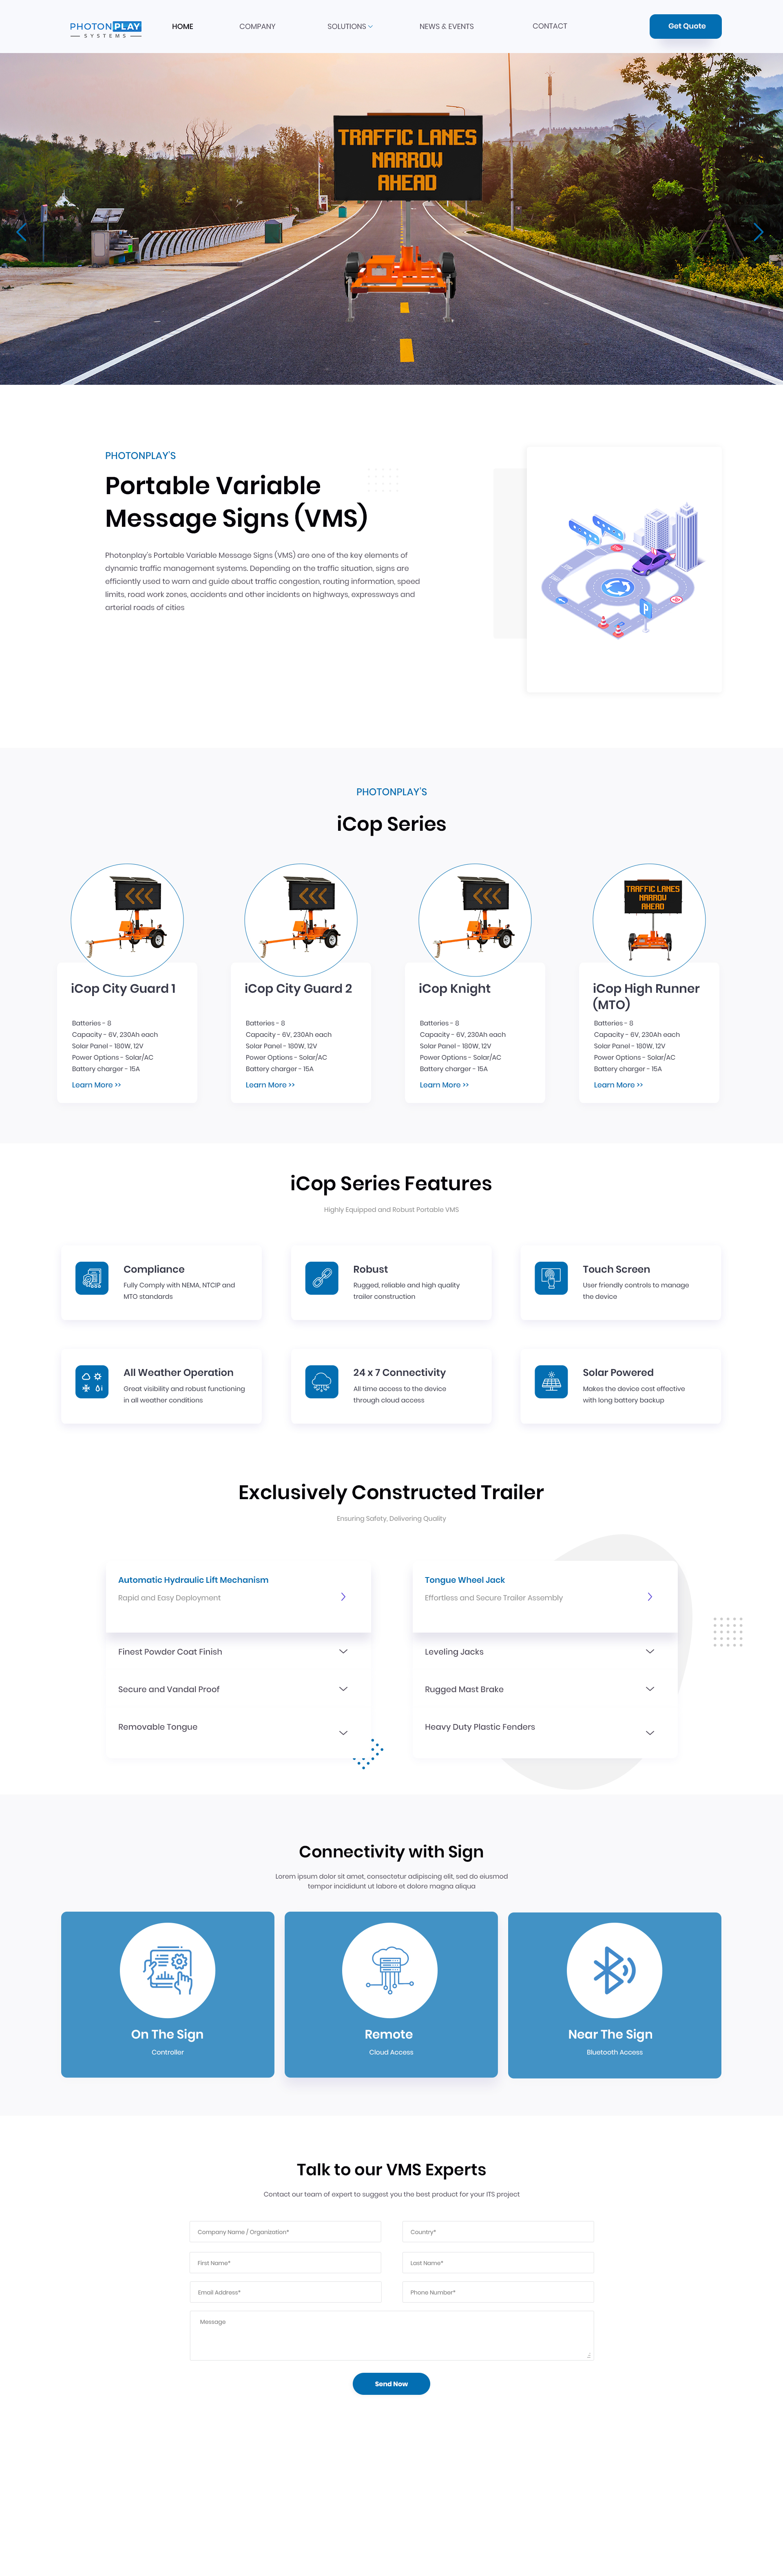 PHOTONPLAY
SYSTEMS
HOME
COMPANY
SOLUTIONS
NEWS & EVENTS
CONTACT
Get Quote
TRAFFIC LANES
NARROW
AHEAD
PHOTONPLAY'S
Portable Variable
Message Signs (VMS)
Photonplay's Portable Variable Message Signs (VMS) are one of the key elements of
dynamic traffic management systems. Depending on the traffic situation, signs are
efficiently used to warn and guide about traffic congestion, routing information, speed
limits, road work zones, accidents and other incidents on highways, expressways and
arterial roads of cities
P
PHOTONPLAY'S
iCop Series
TRAFFIC LANES
NARROW
AHEAD
iCop City Guard 1
Batteries - 8
Capacity - 6V, 230Ah each
Solar Panel - 180W, 12V
Power Options - Solar/AC
Battery charger - 15A
Learn More >>
iCop City Guard 2
Batteries - 8
Capacity - 6V, 230Ah each
Solar Panel - 180W, 12V
Power Options - Solar/AC
Battery charger - 15A
Learn More >>
iCop Knight
Batteries - 8
Capacity - 6V, 230Ah each
Solar Panel - 180W, 12V
Power Options - Solar/AC
Battery charger - 15A
Learn More >>
iCop High Runner
(MTO)
Batteries - 8
Capacity - 6V, 230Ah each
Solar Panel - 180W, 12V
Power Options - Solar/AC
Battery charger - 15A
Learn More >>
iCop Series Features
Highly Equipped and Robust Portable VMS
Compliance
Fully Comply with NEMA, NTCIP and
MTO standards
Robust
Rugged, reliable and high quality
trailer construction
Touch Screen
User friendly controls to manage
the device
All Weather Operation
Great visibility and robust functioning
in all weather conditions
24 x 7 Connectivity
All time access to the device
through cloud access
Solar Powered
Makes the device cost effective
with long battery backup
Exclusively Constructed Trailer
Ensuring Safety, Delivering Quality
Automatic Hydraulic Lift Mechanism
Rapid and Easy Deployment
Finest Powder Coat Finish
Secure and Vandal Proof
Removable Tongue
Tongue Wheel Jack
Effortless and Secure Trailer Assembly
Leveling Jacks
Rugged Mast Brake
Heavy Duty Plastic Fenders
Connectivity with Sign
Lorem ipsum dolor sit amet, consectetur adipiscing elit, sed do eiusmod
tempor incididunt ut labore et dolore magna aliqua
On The Sign
Controller
Remote
Cloud Access
Near The Sign
Bluetooth Access
Talk to our VMS Experts
Contact our team of expert to suggest you the best product for your ITS project
Company Name / Organization*
Country*
First Name*
Last Name*
Email Address*
Phone Number*
Message
Send Now